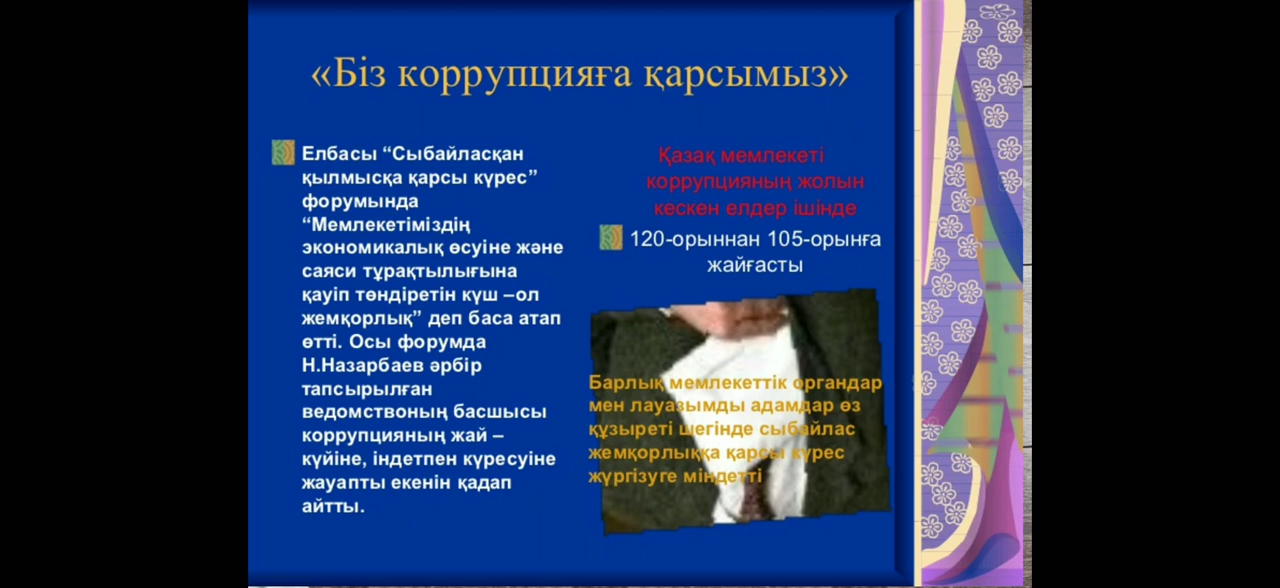 «Біз коррупцияға қарсымыз»
Елбасы “Сыбайласқан
қылмысқа қарсы күрес”
форумында
“Мемлекетіміздің
экономикалық өсуіне және
саяси тұрақтылығына
қауіп төндіретін күш –ол
жемқорлық” деп баса атап
өтті. Осы форумда
Н.Назарбаев әрбір
тапсырылған
ведомствоның басшысы
коррупцияның жай –
күйіне, індетпен күресуіне
жауапты екенін қадап
айтты.
Қазақ мемлекеті
коррупцияның жолын
кескен елдер ішінде
120-орыннан 105-орынға
жайғасты
Барлық мемлекеттік органдар
мен лауазымды адамдар өз
құзыреті шегінде сыбайлас
жемқорлыққа қарсы күрес
жүргізуге міндетті